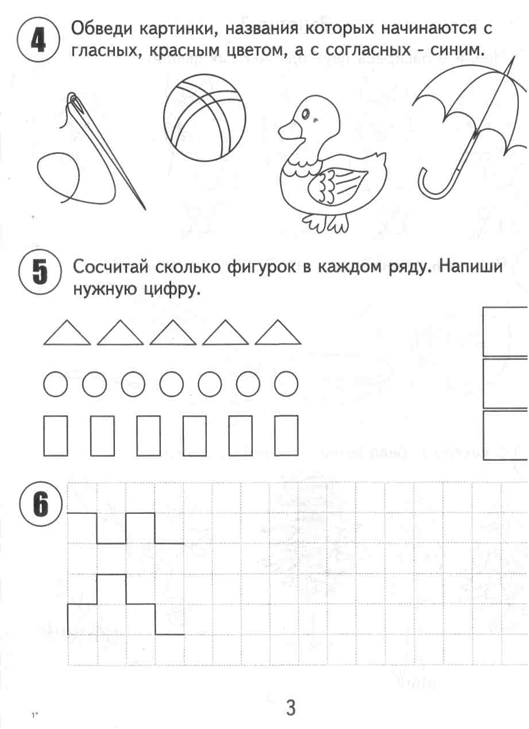 4 Обведи картинки, названия которых начинаются с
гласных, красным цветом, а с согласных - синим.
5 Сосчитай сколько фигурок в каждом ряду. Напиши
нужную цифру.
6
3
1*